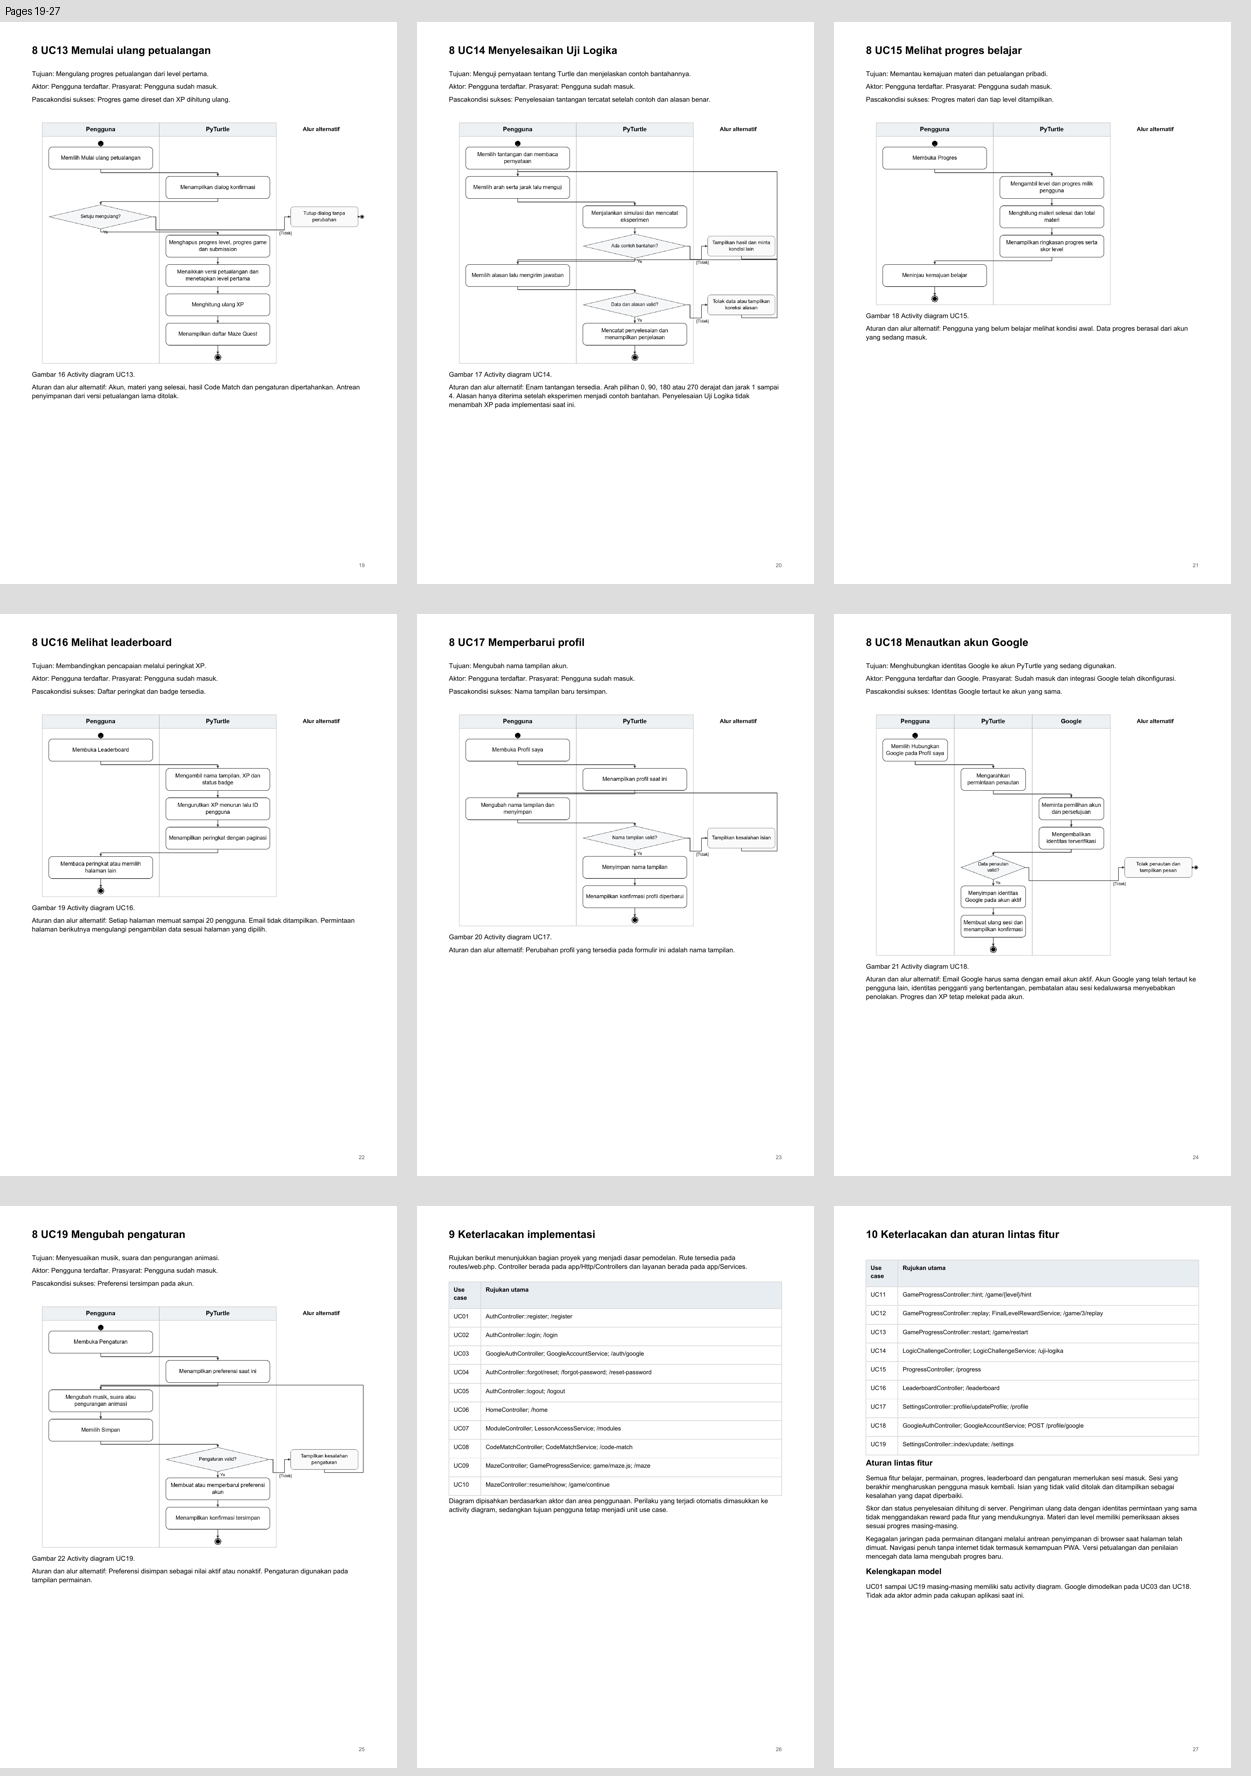 Pages 19-27
8 UC13 Memulai ulang petualangan
Tujuan: Mengulang progres petualangan dari level pertama.
Aktor: Pengguna terdaftar. Prasyarat: Pengguna sudah masuk.
Pascakondisi sukses: Progres game direset dan XP dihitung ulang.
Pengguna
PyTurtle
Alur alternatif
Memilih Mulai ulang petualangan
Menampilkan dialog konfirmasi
Setuju mengulang?
Tutup dialog tanpa
perubahan
Ya
[Tidak]
Menghapus progres level, progres game
dan submission
Menaikkan versi petualangan dan
menetapkan level pertama
Menghitung ulang XP
Menampilkan daftar Maze Quest
Gambar 16 Activity diagram UC13.
Aturan dan alur alternatif: Akun, materi yang selesai, hasil Code Match dan pengaturan dipertahankan. Antrean
penyimpanan dari versi petualangan lama ditolak.
19
8 UC14 Menyelesaikan Uji Logika
Tujuan: Menguji pernyataan tentang Turtle dan menjelaskan contoh bantahannya.
Aktor: Pengguna terdaftar. Prasyarat: Pengguna sudah masuk.
Pascakondisi sukses: Penyelesaian tantangan tercatat setelah contoh dan alasan benar.
Pengguna
PyTurtle
Alur alternatif
Memilih tantangan dan membaca
pernyataan
Memilih arah serta jarak lalu menguji
Menjalankan simulasi dan mencatat
eksperimen
Ada contoh bantahan?
Tampilkan hasil dan minta
kondisi lain
Ya
[Tidak]
Memilih alasan lalu mengirim jawaban
Data dan alasan valid?
Tolak data atau tampilkan
koreksi alasan
Ya
[Tidak]
Mencatat penyelesaian dan
menampilkan penjelasan
Gambar 17 Activity diagram UC14.
Aturan dan alur alternatif: Enam tantangan tersedia. Arah pilihan 0, 90, 180 atau 270 derajat dan jarak 1 sampai
4. Alasan hanya diterima setelah eksperimen menjadi contoh bantahan. Penyelesaian Uji Logika tidak
menambah XP pada implementasi saat ini.
20
8 UC15 Melihat progres belajar
Tujuan: Memantau kemajuan materi dan petualangan pribadi.
Aktor: Pengguna terdaftar. Prasyarat: Pengguna sudah masuk.
Pascakondisi sukses: Progres materi dan tiap level ditampilkan.
Pengguna
PyTurtle
Alur alternatif
Membuka Progres
Mengambil level dan progres milik
pengguna
Menghitung materi selesai dan total
materi
Menampilkan ringkasan progres serta
skor level
Meninjau kemajuan belajar
Gambar 18 Activity diagram UC15.
Aturan dan alur alternatif: Pengguna yang belum belajar melihat kondisi awal. Data progres berasal dari akun
yang sedang masuk.
21
8 UC16 Melihat leaderboard
Tujuan: Membandingkan pencapaian melalui peringkat XP.
Aktor: Pengguna terdaftar. Prasyarat: Pengguna sudah masuk.
Pascakondisi sukses: Daftar peringkat dan badge tersedia.
Pengguna
PyTurtle
Alur alternatif
Membuka Leaderboard
Mengambil nama tampilan, XP dan
status badge
Mengurutkan XP menurun lalu ID
pengguna
Menampilkan peringkat dengan paginasi
Membaca peringkat atau memilih
halaman lain
Gambar 19 Activity diagram UC16.
Aturan dan alur alternatif: Setiap halaman memuat sampai 20 pengguna. Email tidak ditampilkan. Permintaan
halaman berikutnya mengulangi pengambilan data sesuai halaman yang dipilih.
22
8 UC17 Memperbarui profil
Tujuan: Mengubah nama tampilan akun.
Aktor: Pengguna terdaftar. Prasyarat: Pengguna sudah masuk.
Pascakondisi sukses: Nama tampilan baru tersimpan.
Pengguna
PyTurtle
Alur alternatif
Membuka Profil saya
Menampilkan profil saat ini
Mengubah nama tampilan dan
menyimpan
Nama tampilan valid?
Tampilkan kesalahan isian
Ya
[Tidak]
Menyimpan nama tampilan
Menampilkan konfirmasi profil diperbarui
Gambar 20 Activity diagram UC17.
Aturan dan alur alternatif: Perubahan profil yang tersedia pada formulir ini adalah nama tampilan.
23
8 UC18 Menautkan akun Google
Tujuan: Menghubungkan identitas Google ke akun PyTurtle yang sedang digunakan.
Aktor: Pengguna terdaftar dan Google. Prasyarat: Sudah masuk dan integrasi Google telah dikonfigurasi.
Pascakondisi sukses: Identitas Google tertaut ke akun yang sama.
Pengguna
PyTurtle
Google
Alur alternatif
Memilih Hubungkan
Google pada Profil saya
Mengarahkan
permintaan penautan
Meminta pemilihan akun
dan persetujuan
Mengembalikan
identitas terverifikasi
Data penautan
valid?
Tolak penautan dan
tampilkan pesan
Ya
[Tidak]
Menyimpan identitas
Google pada akun aktif
Membuat ulang sesi dan
menampilkan konfirmasi
Gambar 21 Activity diagram UC18.
Aturan dan alur alternatif: Email Google harus sama dengan email akun aktif. Akun Google yang telah tertaut ke
pengguna lain, identitas pengganti yang bertentangan, pembatalan atau sesi kedaluwarsa menyebabkan
penolakan. Progres dan XP tetap melekat pada akun.
24
8 UC19 Mengubah pengaturan
Tujuan: Menyesuaikan musik, suara dan pengurangan animasi.
Aktor: Pengguna terdaftar. Prasyarat: Pengguna sudah masuk.
Pascakondisi sukses: Preferensi tersimpan pada akun.
Pengguna
PyTurtle
Alur alternatif
Membuka Pengaturan
Menampilkan preferensi saat ini
Mengubah musik, suara atau
pengurangan animasi
Memilih Simpan
Pengaturan valid?
Tampilkan kesalahan
pengaturan
Ya
[Tidak]
Membuat atau memperbarui preferensi
akun
Menampilkan konfirmasi tersimpan
Gambar 22 Activity diagram UC19.
Aturan dan alur alternatif: Preferensi disimpan sebagai nilai aktif atau nonaktif. Pengaturan digunakan pada
tampilan permainan.
25
9 Keterlacakan implementasi
Rujukan berikut menunjukkan bagian proyek yang menjadi dasar pemodelan. Rute tersedia pada
routes/web.php. Controller berada pada app/Http/Controllers dan layanan berada pada app/Services.
Use case Rujukan utama
UC01 AuthController::register; /register
UC02 AuthController::login; /login
UC03 GoogleAuthController; GoogleAccountService; /auth/google
UC04 AuthController::forgot/reset; /forgot-password; /reset-password
UC05 AuthController::logout; /logout
UC06 HomeController; /home
UC07 ModuleController; LessonAccessService; /modules
UC08 CodeMatchController; CodeMatchService; /code-match
UC09 MazeController; GameProgressService; game/maze.js; /maze
UC10 MazeController::resume/show; /game/continue
Diagram dipisahkan berdasarkan aktor dan area penggunaan. Perilaku yang terjadi otomatis dimasukkan ke
activity diagram, sedangkan tujuan pengguna tetap menjadi unit use case.
26
10 Keterlacakan dan aturan lintas fitur
Use case Rujukan utama
UC11 GameProgressController::hint; /game/{level}/hint
UC12 GameProgressController::replay; FinalLevelRewardService; /game/3/replay
UC13 GameProgressController::restart; /game/restart
UC14 LogicChallengeController; LogicChallengeService; /uji-logika
UC15 ProgressController; /progress
UC16 LeaderboardController; /leaderboard
UC17 SettingsController::profile/updateProfile; /profile
UC18 GoogleAuthController; GoogleAccountService; POST /profile/google
UC19 SettingsController::index/update; /settings
Aturan lintas fitur
Semua fitur belajar, permainan, progres, leaderboard dan pengaturan memerlukan sesi masuk. Sesi yang
berakhir mengharuskan pengguna masuk kembali. Isian yang tidak valid ditolak dan ditampilkan sebagai
kesalahan yang dapat diperbaiki.
Skor dan status penyelesaian dihitung di server. Pengiriman ulang data dengan identitas permintaan yang sama
tidak menggandakan reward pada fitur yang mendukungnya. Materi dan level memiliki pemeriksaan akses
sesuai progres masing-masing.
Kegagalan jaringan pada permainan ditangani melalui antrean penyimpanan di browser saat halaman telah
dimuat. Navigasi penuh tanpa internet tidak termasuk kemampuan PWA. Versi petualangan dan penilaian
mencegah data lama mengubah progres baru.
Kelengkapan model
UC01 sampai UC19 masing-masing memiliki satu activity diagram. Google dimodelkan pada UC03 dan UC18.
Tidak ada aktor admin pada cakupan aplikasi saat ini.
27